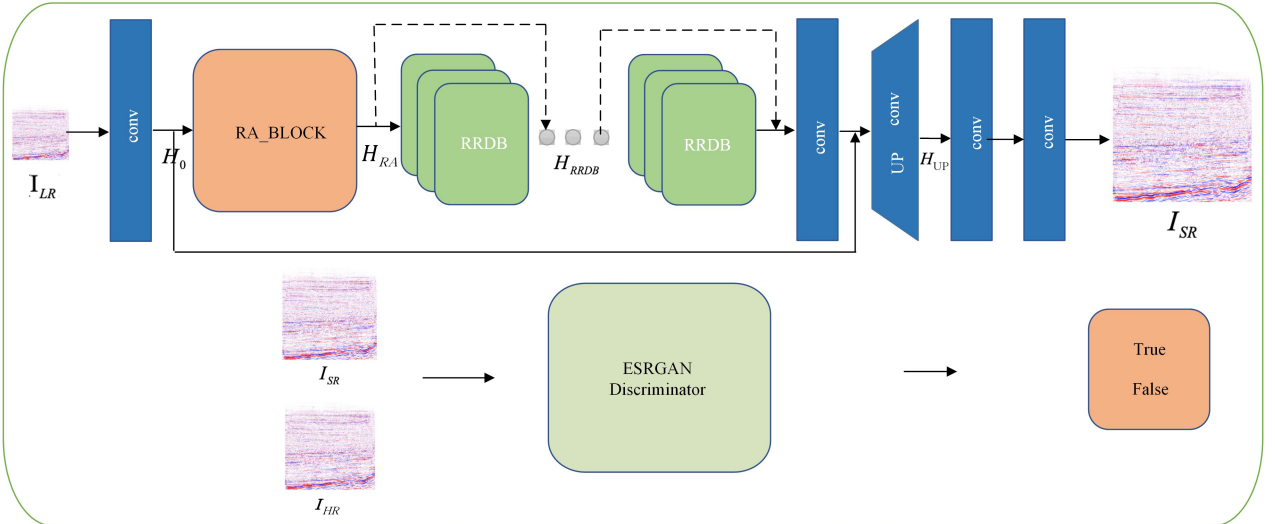 I_LR
conv
H_0
RA_BLOCK
H_RA
RRDB
H_RRDB
RRDB
conv
conv
UP
H_UP
conv
conv
I_SR
I_SR
I_HR
ESRGAN
Discriminator
True
False